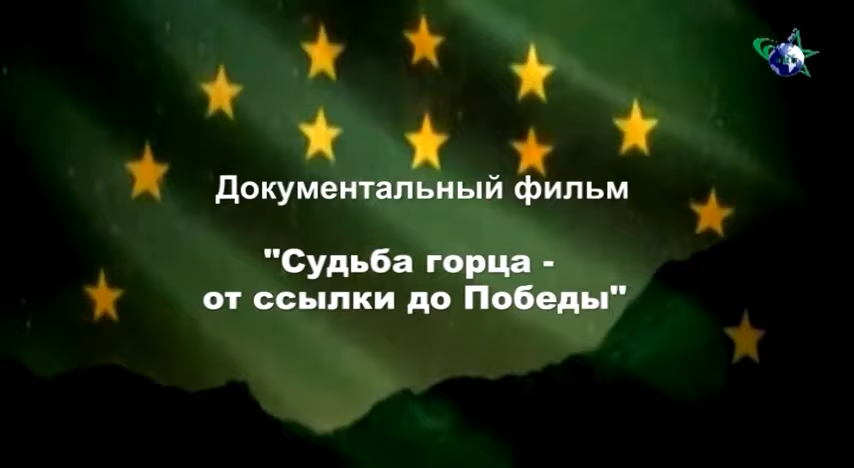 Документальный фильм
"Судьба горца -
от ссылки до Победы"